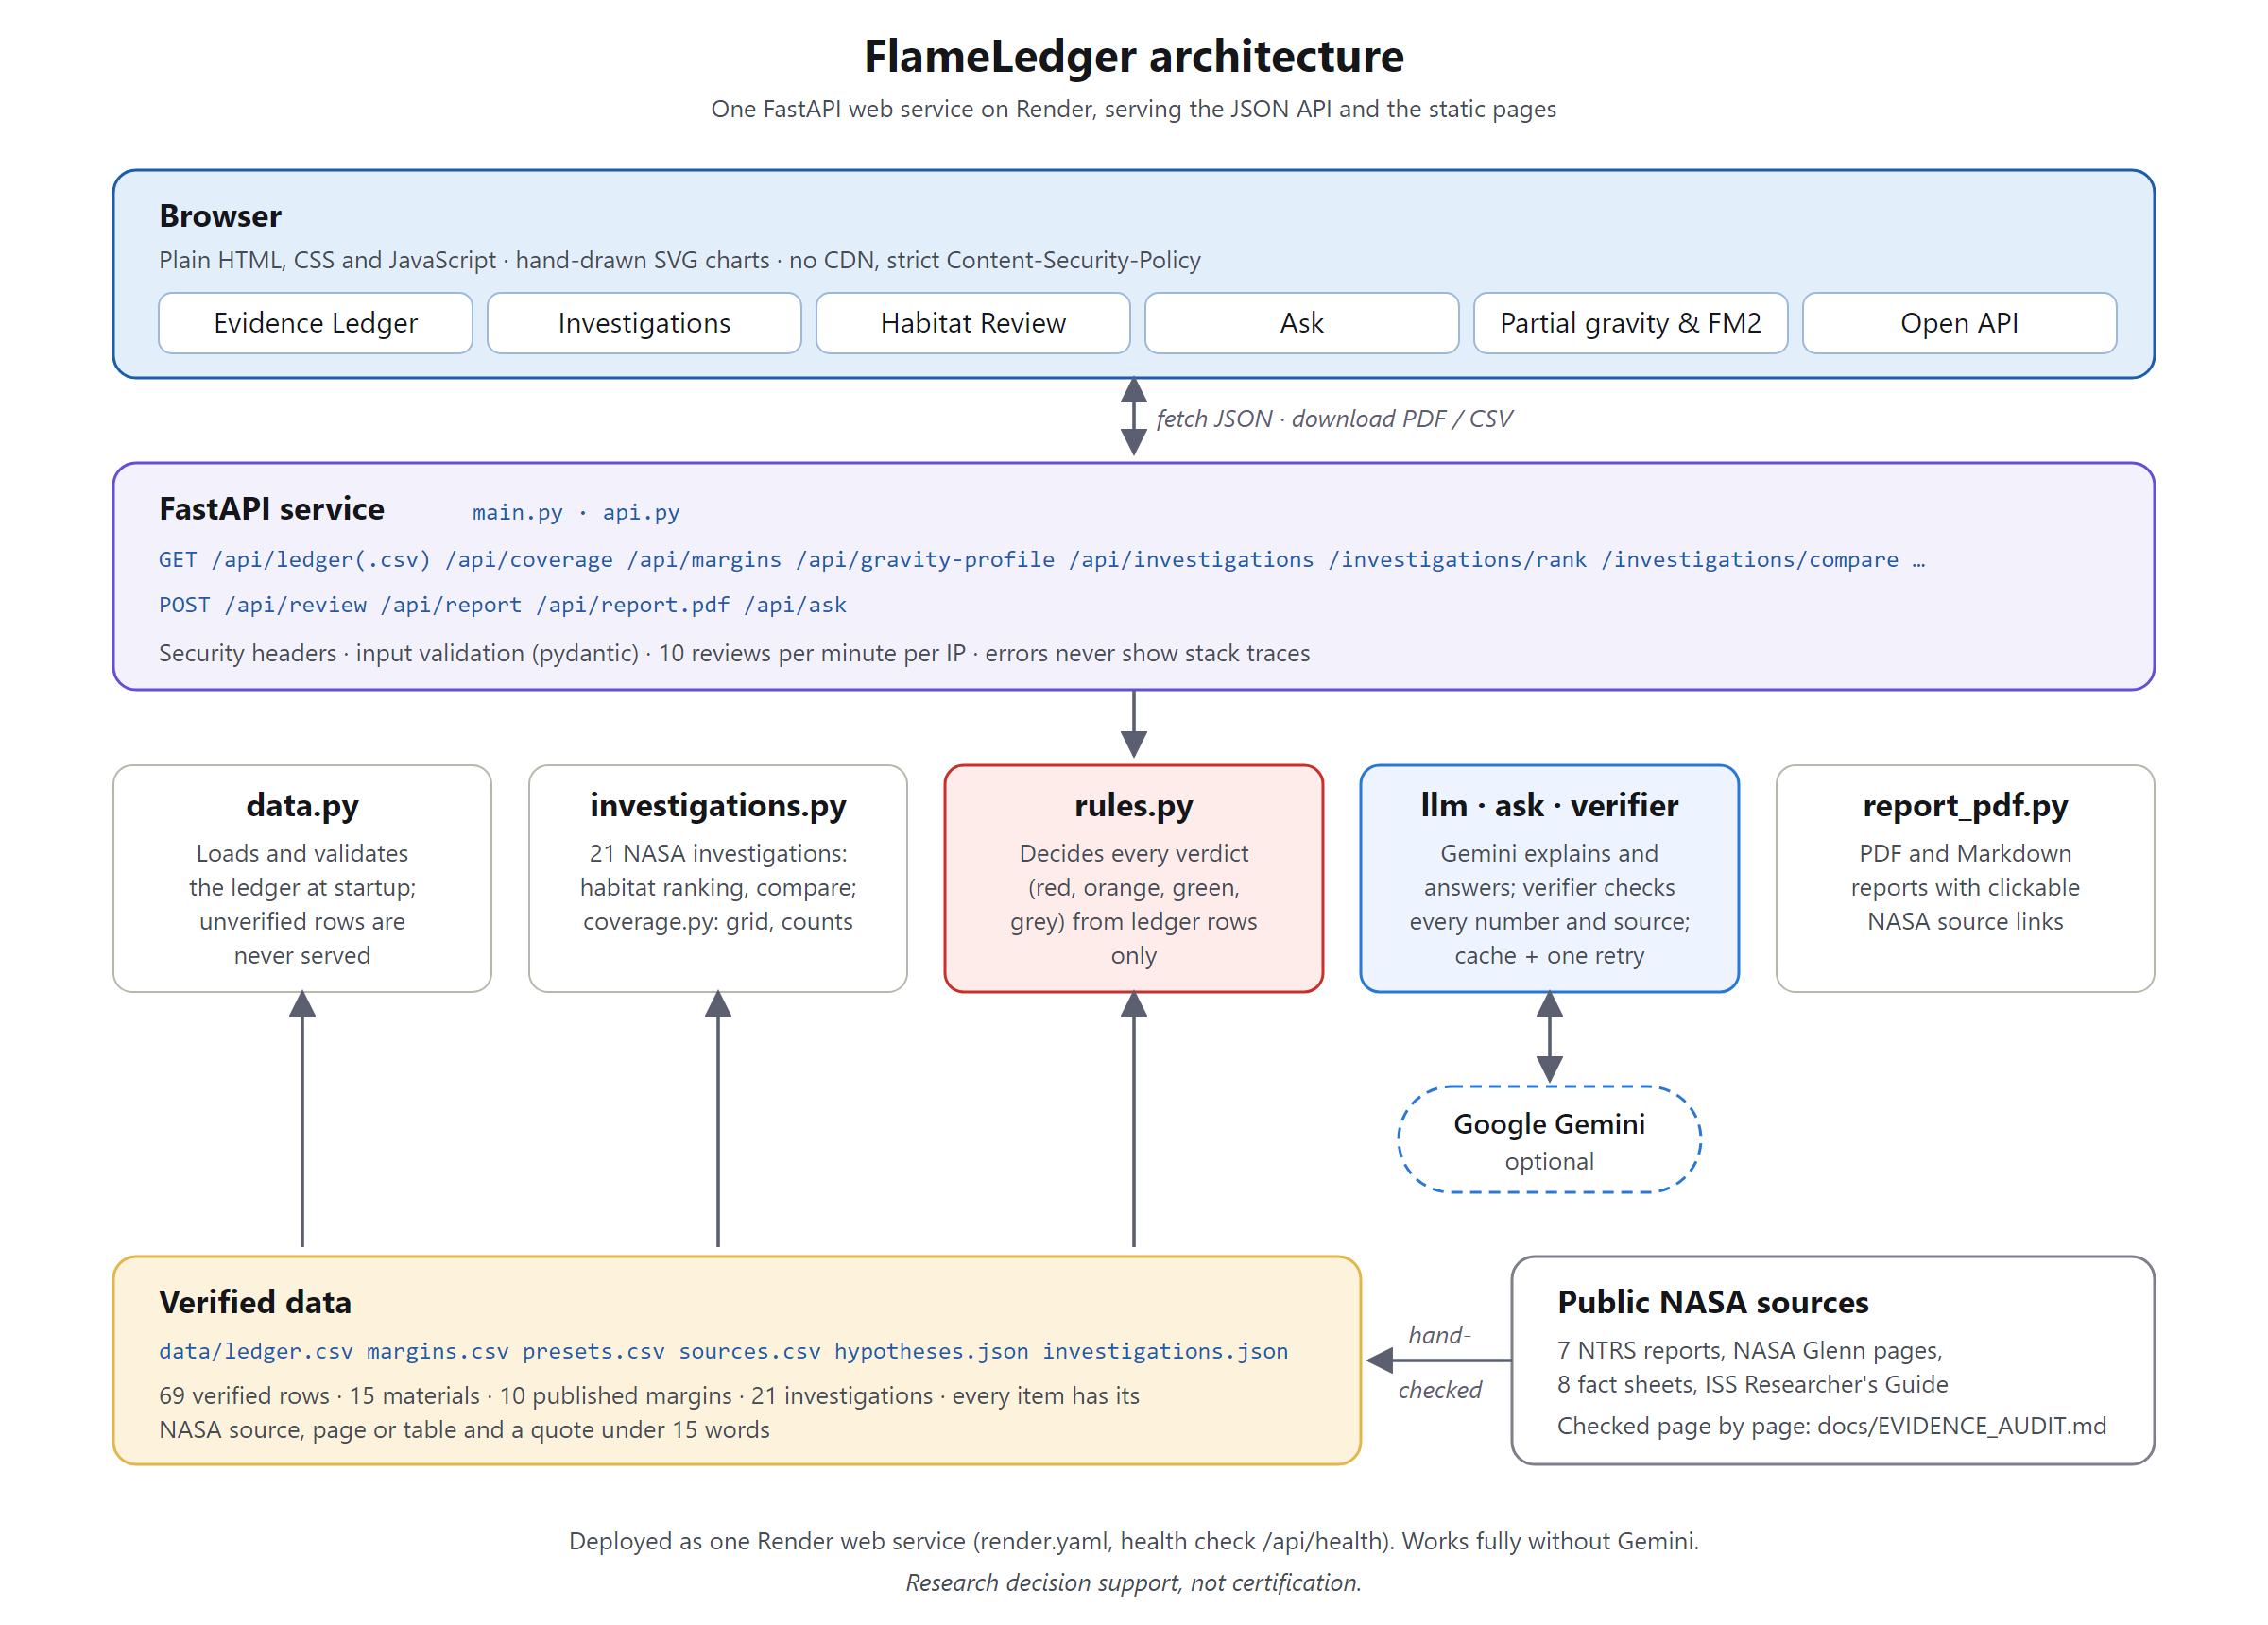 FlameLedger architecture
One FastAPI web service on Render, serving the JSON API and the static pages
Browser
Plain HTML, CSS and JavaScript · hand-drawn SVG charts · no CDN, strict Content-Security-Policy
Evidence Ledger
Investigations
Habitat Review
Ask
Partial gravity & FM2
Open API
fetch JSON · download PDF / CSV
FastAPI service main.py · api.py
GET /api/ledger(.csv) /api/coverage /api/margins /api/gravity-profile /api/investigations /investigations/rank /investigations/compare …
POST /api/review /api/report /api/report.pdf /api/ask
Security headers · input validation (pydantic) · 10 reviews per minute per IP · errors never show stack traces
data.py
Loads and validates
the ledger at startup;
unverified rows are
never served
investigations.py
21 NASA investigations:
habitat ranking, compare;
coverage.py: grid, counts
rules.py
Decides every verdict
(red, orange, green,
grey) from ledger rows
only
llm · ask · verifier
Gemini explains and
answers; verifier checks
every number and source;
cache + one retry
report_pdf.py
PDF and Markdown
reports with clickable
NASA source links
Google Gemini
optional
Verified data
data/ledger.csv margins.csv presets.csv sources.csv hypotheses.json investigations.json
69 verified rows · 15 materials · 10 published margins · 21 investigations · every item has its
NASA source, page or table and a quote under 15 words
hand-
checked
Public NASA sources
7 NTRS reports, NASA Glenn pages,
8 fact sheets, ISS Researcher's Guide
Checked page by page: docs/EVIDENCE_AUDIT.md
Deployed as one Render web service (render.yaml, health check /api/health). Works fully without Gemini.
Research decision support, not certification.